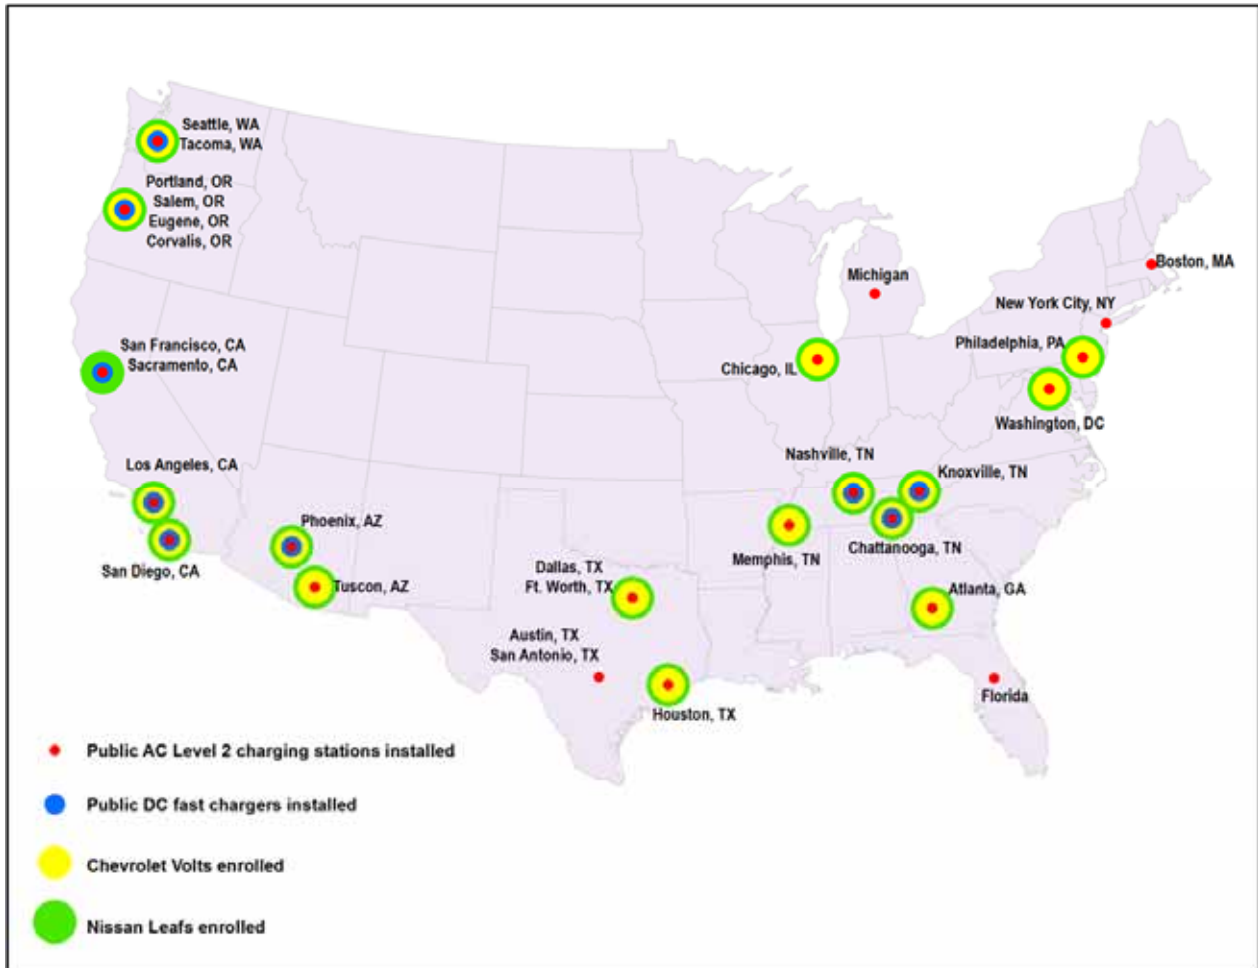 Seattle, WA
Tacoma, WA
Portland, OR
Salem, OR
Eugene, OR
Corvalis, OR
Boston, MA
Michigan
New York City, NY
San Francisco, CA
Sacramento, CA
Philadelphia, PA
Chicago, IL
Washington, DC
Nashville, TN
Los Angeles, CA
Knoxville, TN
Phoenix, AZ
Chattanooga, TN
Memphis, TN
San Diego, CA
Dallas, TX
Ft. Worth, TX
Tuscon, AZ
Atlanta, GA
Austin, TX
San Antonio, TX
Florida
Houston, TX
Public AC Level 2 charging stations installed
Public DC fast chargers installed
Chevrolet Volts enrolled
Nissan Leafs enrolled